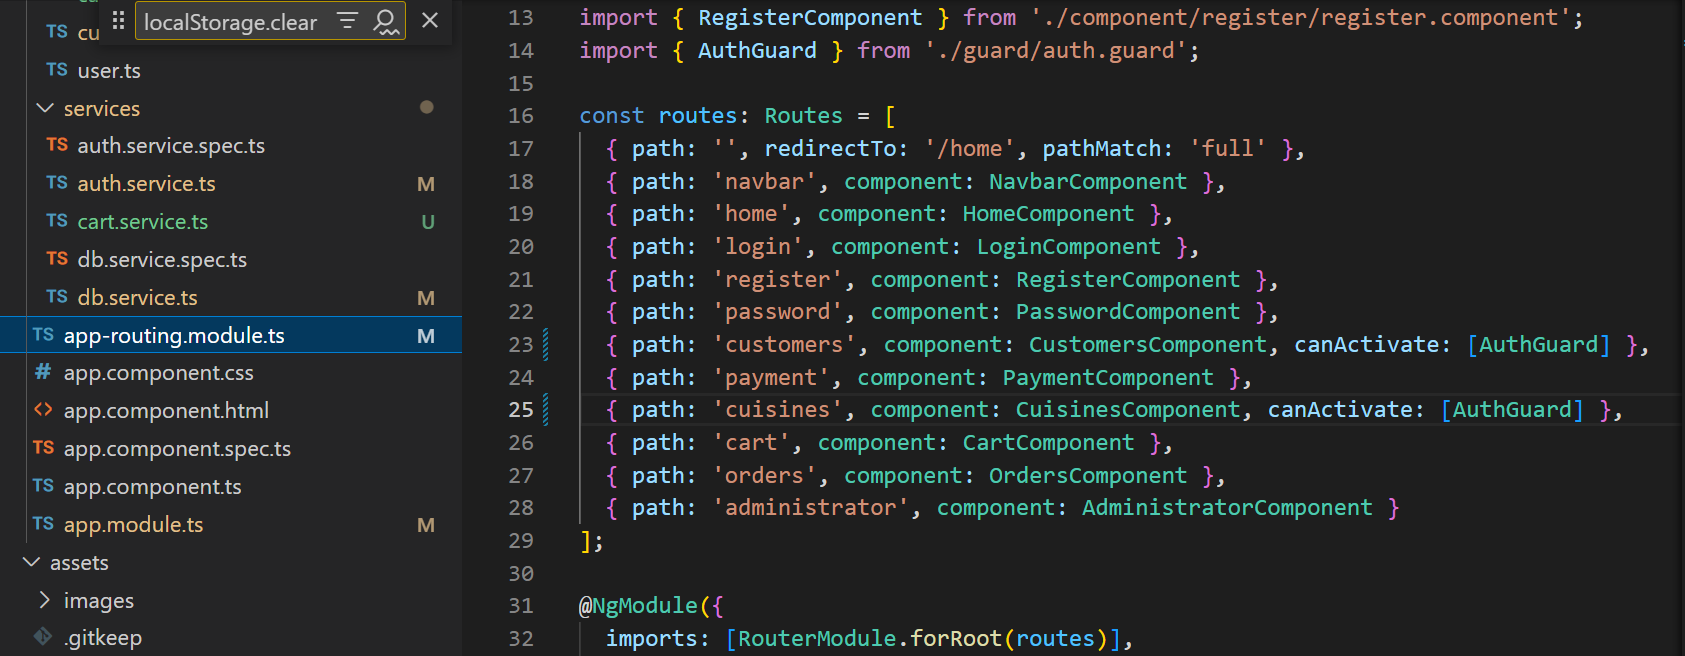 localStorage.clear
TS cu
TS user.ts
services
TS auth.service.spec.ts
TS auth.service.ts M
TS cart.service.ts U
TS db.service.spec.ts
TS db.service.ts M
TS app-routing.module.ts M
# app.component.css
<> app.component.html
TS app.component.spec.ts
TS app.component.ts
TS app.module.ts M
assets
images
.gitkeep
13 import { RegisterComponent } from './component/register/register.component';
14 import { AuthGuard } from './guard/auth.guard';
15
16 const routes: Routes = [
17 { path: '', redirectTo: '/home', pathMatch: 'full' },
18 { path: 'navbar', component: NavbarComponent },
19 { path: 'home', component: HomeComponent },
20 { path: 'login', component: LoginComponent },
21 { path: 'register', component: RegisterComponent },
22 { path: 'password', component: PasswordComponent },
23 { path: 'customers', component: CustomersComponent, canActivate: [AuthGuard] },
24 { path: 'payment', component: PaymentComponent },
25 { path: 'cuisines', component: CuisinesComponent, canActivate: [AuthGuard] },
26 { path: 'cart', component: CartComponent },
27 { path: 'orders', component: OrdersComponent },
28 { path: 'administrator', component: AdministratorComponent }
29 ];
30
31 @NgModule({
32 imports: [RouterModule.forRoot(routes)],